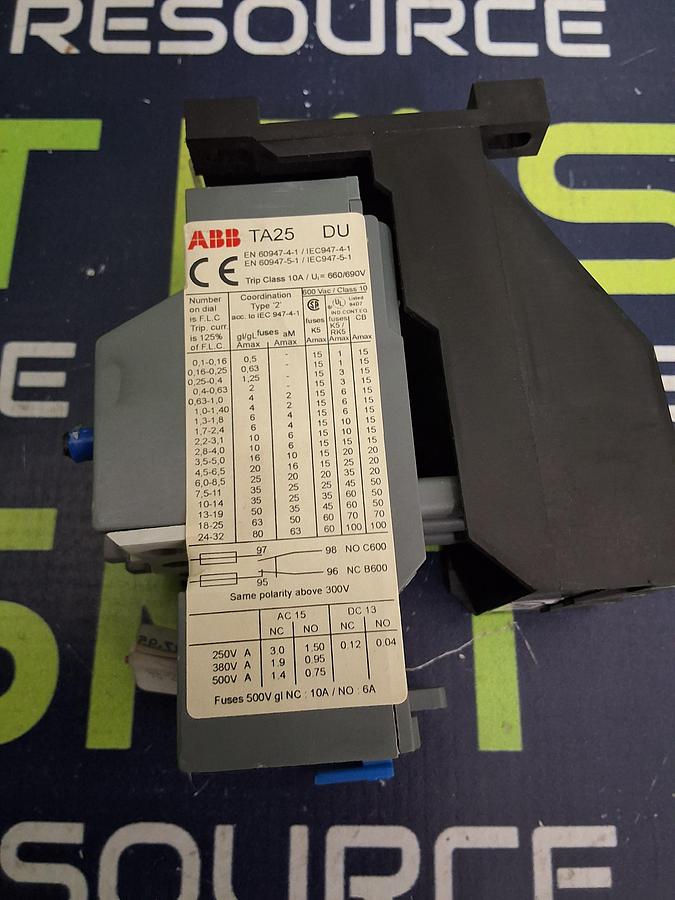 RESOURCE
ABB TA25 DU
EN 60947-4-1 / IEC947-4-1
EN 60947-5-1 / IEC947-5-1
CE Trip Class 10A / Ui = 660/690V
Number on dial is F.L.C Trip. curr. is 125% of F.L.C.
Coordination Type '2' acc. to IEC 947-4-1
600 Vac / Class 10
UL Listed
IND.CONT.EQ
gl/gL fuses aM
Amax Amax
fuses K5 Amax
fuses K5 / RK5 Amax
CB Amax
0,1-0,16 0,5 - 15 1 15
0,16-0,25 0,63 - 15 1 15
0,25-0,4 1,25 - 15 3 15
0,4-0,63 2 - 15 3 15
0,63-1,0 4 2 15 6 15
1,0-1,40 4 2 15 6 15
1,3-1,8 6 4 15 6 15
1,7-2,4 6 4 15 10 15
2,2-3,1 10 6 15 10 15
2,8-4,0 10 6 15 15 15
3,5-5,0 16 10 15 20 20
4,5-6,5 20 16 15 25 20
6,0-8,5 25 20 20 35 20
7,5-11 35 25 25 40 35
10-14 35 25 35 60 50
13-19 50 35 45 60 50
18-25 63 50 60 70 70
24-32 80 63 60 100 100
97 98 NO C600
95 96 NC B600
Same polarity above 300V
AC 15 DC 13
NC NO NC NO
250V A 3.0 1.50 0.12 0.04
380V A 1.9 0.95
500V A 1.4 0.75
Fuses 500V gl NC : 10A / NO : 6A
SOURCE